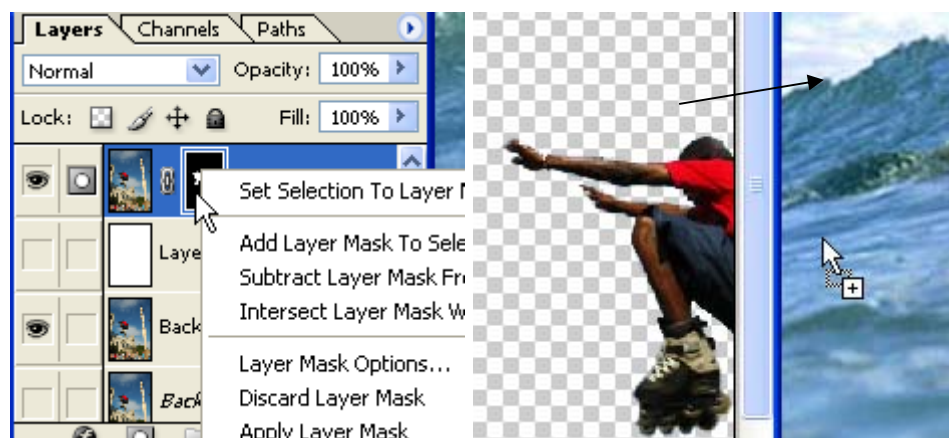 Layers Channels Paths
Normal Opacity: 100%
Lock: Fill: 100%
Set Selection To Layer
Laye
Add Layer Mask To Sele
Subtract Layer Mask Fr
Intersect Layer Mask
Back
Layer Mask Options...
Back
Discard Layer Mask
Apply Layer Mask